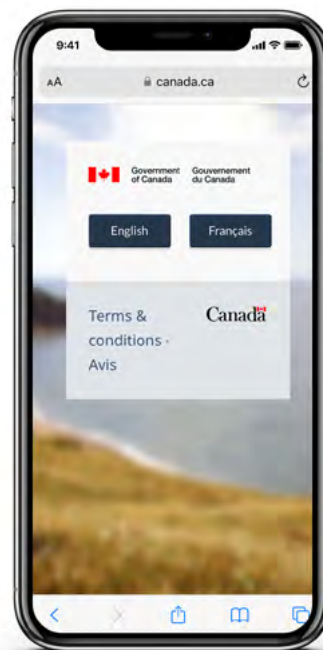 9:41
AA canada.ca
Government Gouvernement
of Canada du Canada
English Français
Terms & Canada
conditions ·
Avis